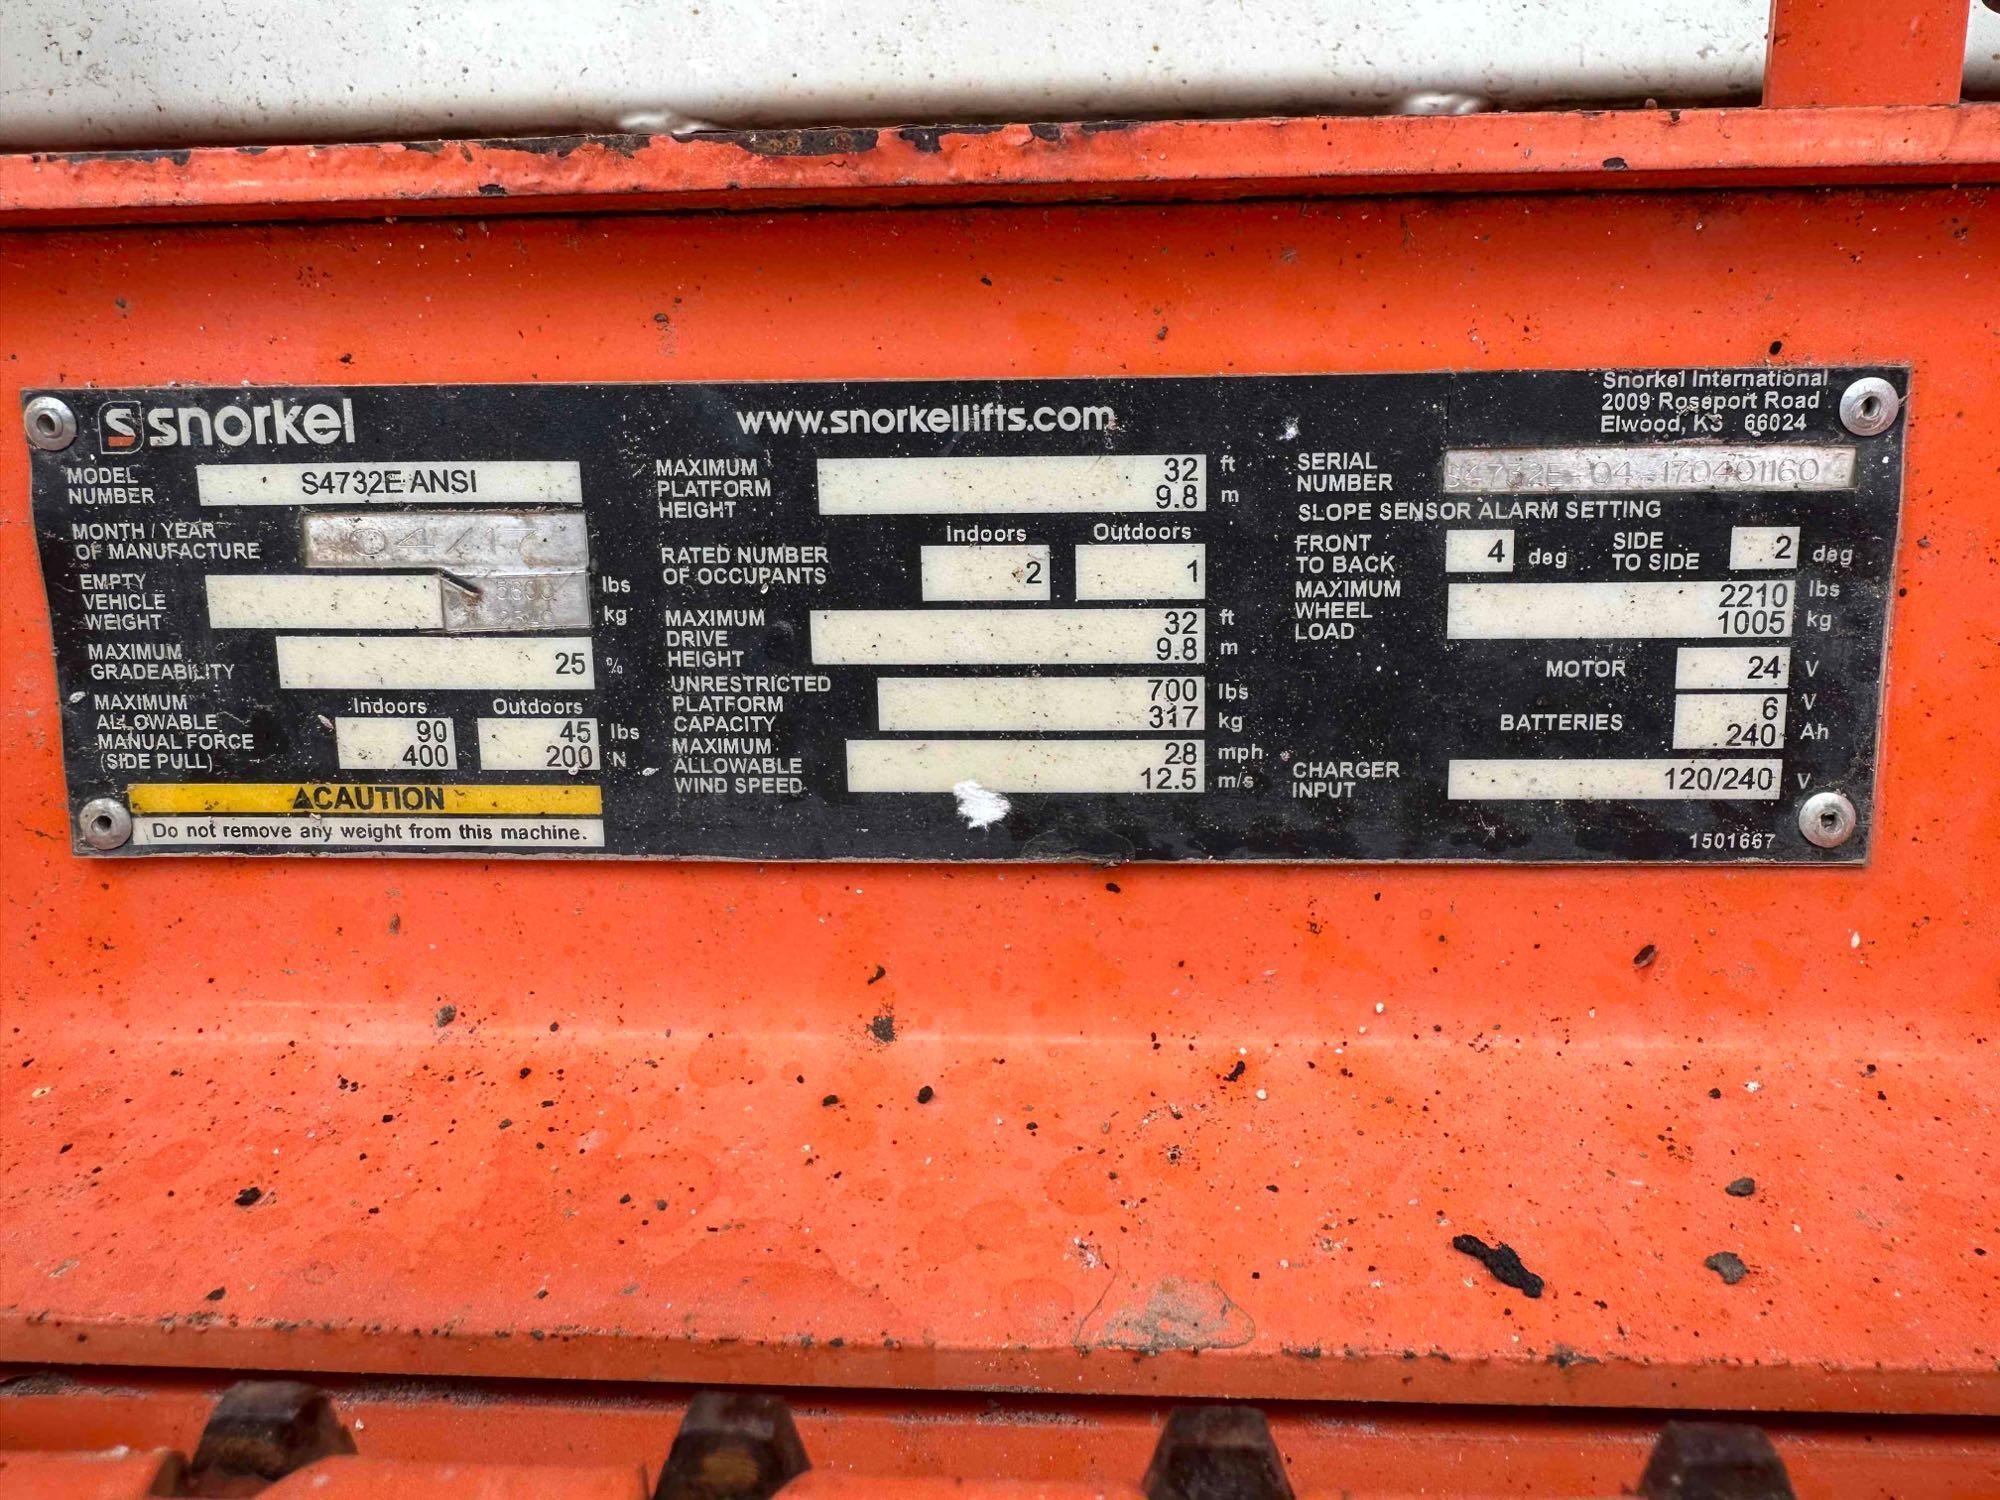 snorkel
www.snorkellifts.com
Snorkel International
2009 Roseport Road
Elwood, KS 66024
MODEL
NUMBER
S4732E ANSI
MONTH / YEAR
OF MANUFACTURE
04/17
EMPTY
VEHICLE
WEIGHT
lbs
kg
MAXIMUM
GRADEABILITY
25 %
MAXIMUM
ALLOWABLE
MANUAL FORCE
(SIDE PULL)
Indoors Outdoors
90 45 lbs
400 200 N
CAUTION
Do not remove any weight from this machine.
MAXIMUM
PLATFORM
HEIGHT
32 ft
9.8 m
Indoors Outdoors
RATED NUMBER
OF OCCUPANTS
2 1
MAXIMUM
DRIVE
HEIGHT
32 ft
9.8 m
UNRESTRICTED
PLATFORM
CAPACITY
700 lbs
317 kg
MAXIMUM
ALLOWABLE
WIND SPEED
28 mph
12.5 m/s
SERIAL
NUMBER
S4732E-04-170401160
SLOPE SENSOR ALARM SETTING
FRONT
TO BACK
4 deg
SIDE
TO SIDE
2 deg
MAXIMUM
WHEEL
LOAD
2210 lbs
1005 kg
MOTOR 24 V
BATTERIES
6 V
240 Ah
CHARGER
INPUT
120/240 V
1501667